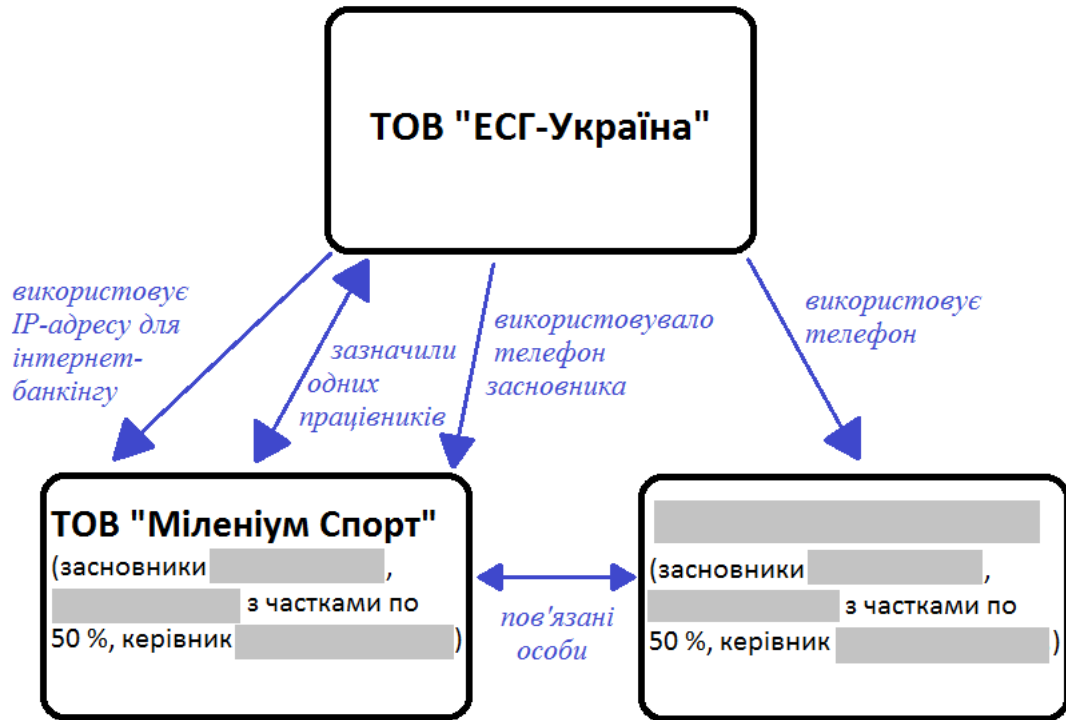 ТОВ "ЕСГ-Україна"
використовує
IP-адресу для
інтернет-
банкінгу
зазначили
одних
працівників
використовувало
телефон
засновника
використовує
телефон
ТОВ "Міленіум Спорт"
(засновники ,
з частками по
50 %, керівник )
пов'язані
особи
(засновники ,
з частками по
50 %, керівник )